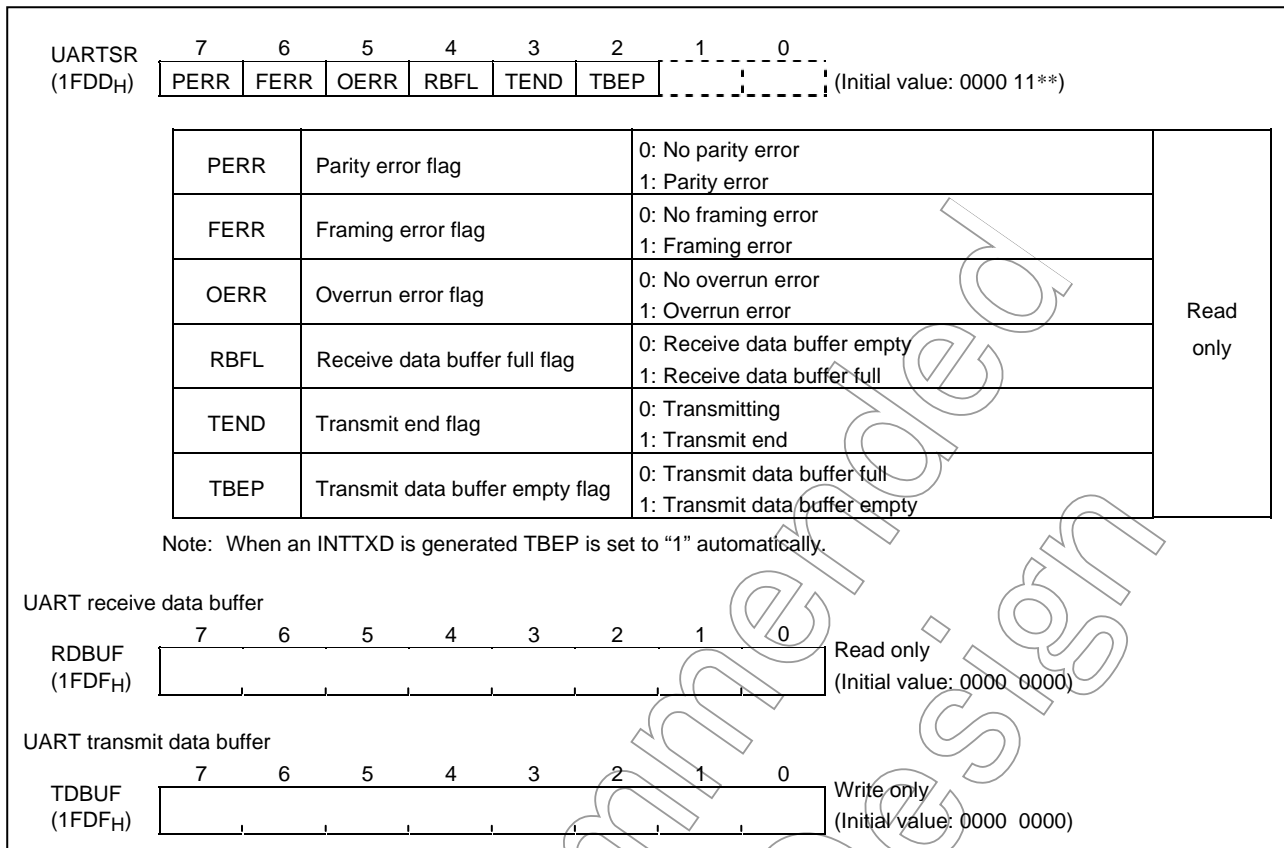 UARTSR
(1FDDH)
7 6 5 4 3 2 1 0
PERR FERR OERR RBFL TEND TBEP
(Initial value: 0000 11**)
PERR Parity error flag 0: No parity error
1: Parity error
FERR Framing error flag 0: No framing error
1: Framing error
OERR Overrun error flag 0: No overrun error
1: Overrun error
RBFL Receive data buffer full flag 0: Receive data buffer empty
1: Receive data buffer full
TEND Transmit end flag 0: Transmitting
1: Transmit end
TBEP Transmit data buffer empty flag 0: Transmit data buffer full
1: Transmit data buffer empty
Read
only
Note: When an INTTXD is generated TBEP is set to “1” automatically.
UART receive data buffer
RDBUF
(1FDFH)
7 6 5 4 3 2 1 0
Read only
(Initial value: 0000 0000)
UART transmit data buffer
TDBUF
(1FDFH)
7 6 5 4 3 2 1 0
Write only
(Initial value: 0000 0000)
mmended
esign